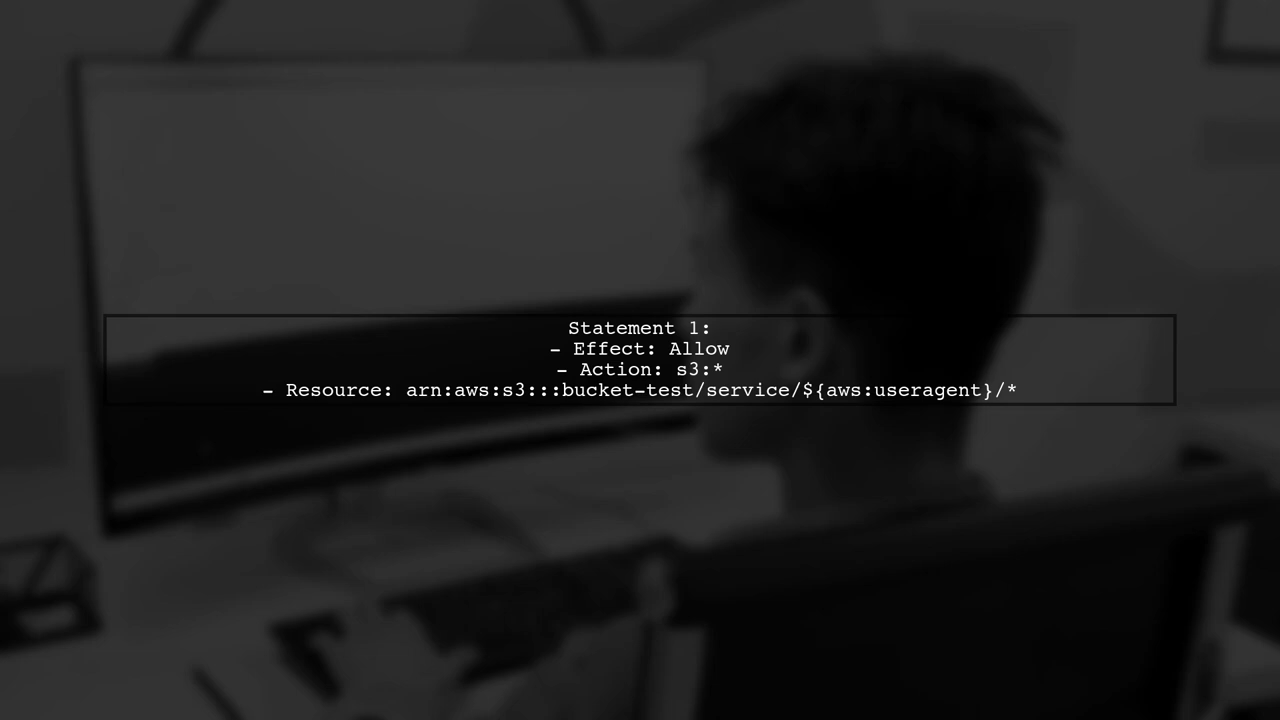 Statement 1:
- Effect: Allow
- Action: s3:*
- Resource: arn:aws:s3:::bucket-test/service/${aws:useragent}/*